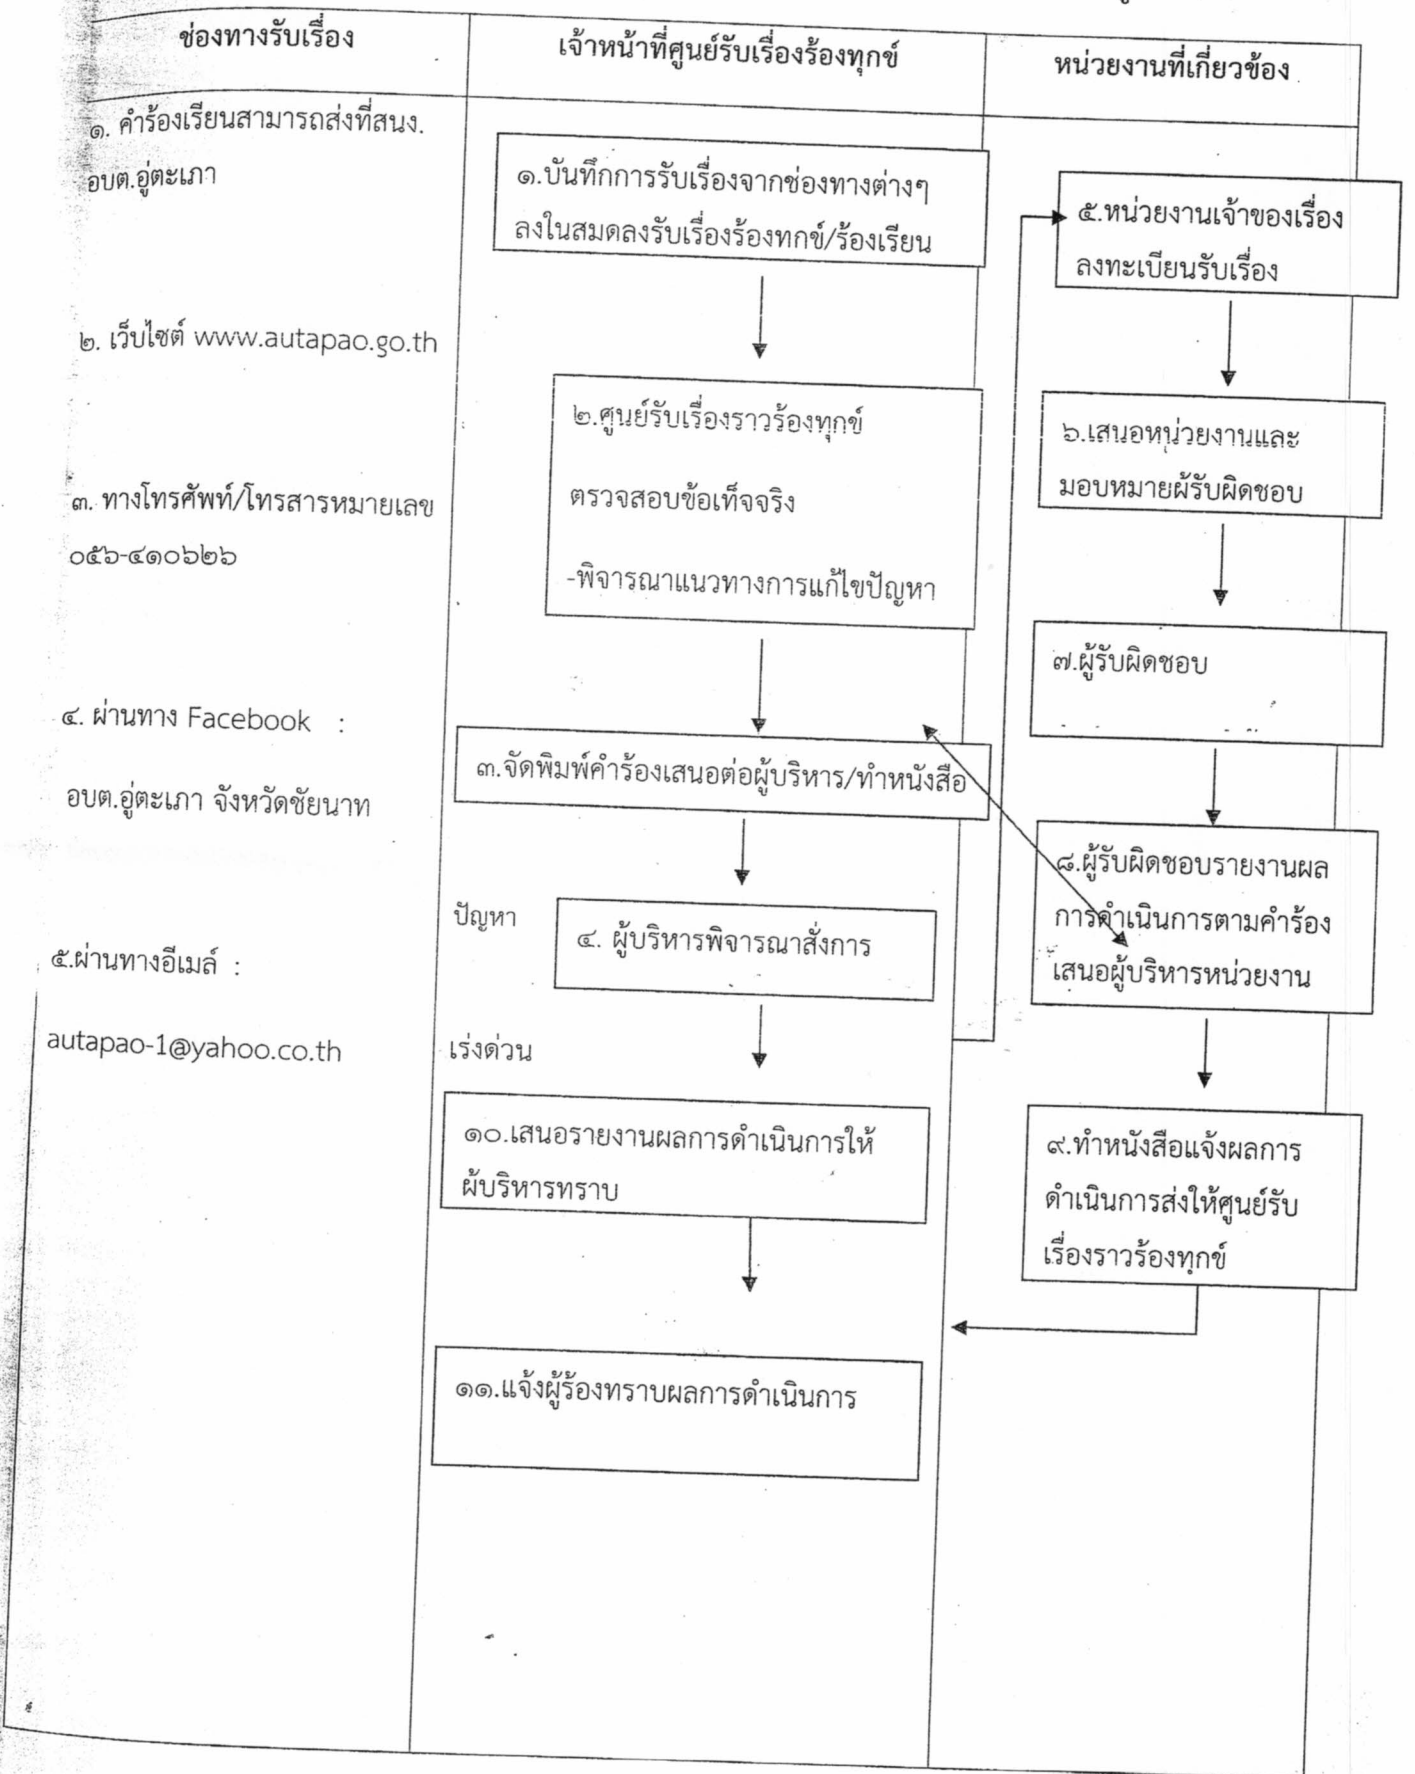 ช่องทางรับเรื่อง
เจ้าหน้าที่ศูนย์รับเรื่องร้องทุกข์
หน่วยงานที่เกี่ยวข้อง
๑. คำร้องเรียนสามารถส่งที่สนง.
อบต.อู่ตะเภา
๒. เว็บไซต์ www.autapao.go.th
๓. ทางโทรศัพท์/โทรสารหมายเลข
๐๕๖-๔๑๐๖๒๖
๔. ผ่านทาง Facebook :
อบต.อู่ตะเภา จังหวัดชัยนาท
๕.ผ่านทางอีเมล์ :
autapao-1@yahoo.co.th
๑.บันทึกการรับเรื่องจากช่องทางต่างๆ
ลงในสมดลงรับเรื่องร้องทกข์/ร้องเรียน
๒.ศูนย์รับเรื่องราวร้องทุกข์
ตรวจสอบข้อเท็จจริง
-พิจารณาแนวทางการแก้ไขปัญหา
๓.จัดพิมพ์คำร้องเสนอต่อผู้บริหาร/ทำหนังสือ
ปัญหา
๔. ผู้บริหารพิจารณาสั่งการ
เร่งด่วน
๑๐.เสนอรายงานผลการดำเนินการให้
ผ้บริหารทราบ
๑๑.แจ้งผู้ร้องทราบผลการดำเนินการ
๕.หน่วยงานเจ้าของเรื่อง
ลงทะเบียนรับเรื่อง
๖.เสนอหน่วยงานและ
มอบหมายผ้รับผิดชอบ
๗.ผู้รับผิดชอบ
๘.ผู้รับผิดชอบรายงานผล
การดำเนินการตามคำร้อง
เสนอผู้บริหารหน่วยงาน
๙.ทำหนังสือแจ้งผลการ
ดำเนินการส่งให้ศูนย์รับ
เรื่องราวร้องทุกข์